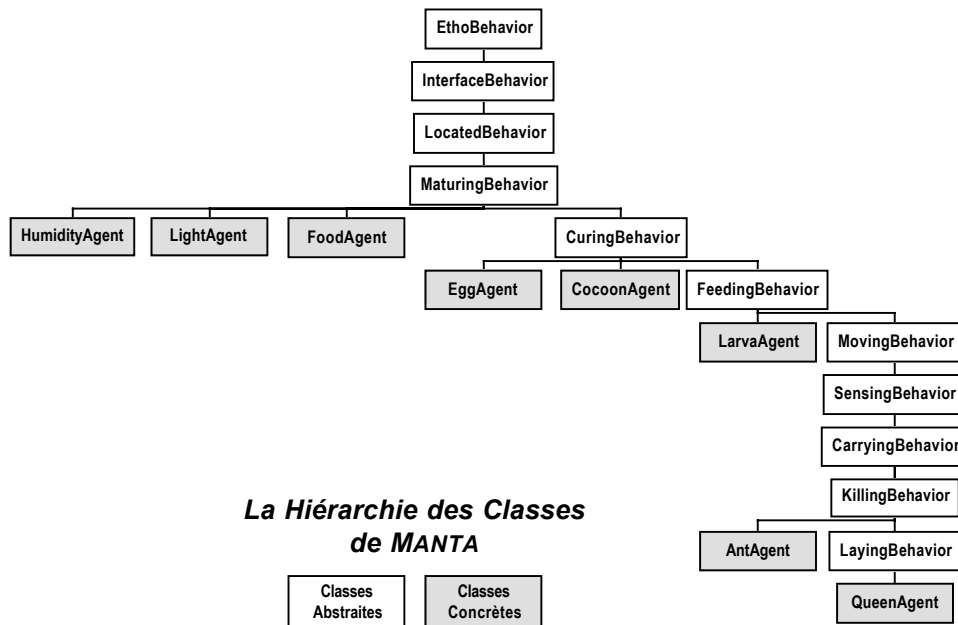 EthoBehavior
InterfaceBehavior
LocatedBehavior
MaturingBehavior
HumidityAgent
LightAgent
FoodAgent
CuringBehavior
EggAgent
CocoonAgent
FeedingBehavior
LarvaAgent
MovingBehavior
SensingBehavior
CarryingBehavior
KillingBehavior
AntAgent
LayingBehavior
QueenAgent
La Hiérarchie des Classes
de MANTA
Classes
Abstraites
Classes
Concrètes